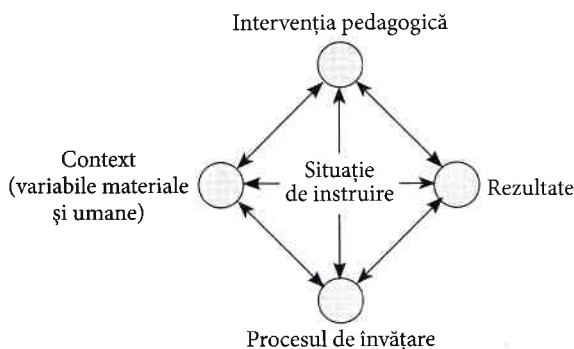 Intervenția pedagogică
Context
(variabile materiale
și umane)
Situație
de instruire
Rezultate
Procesul de învățare